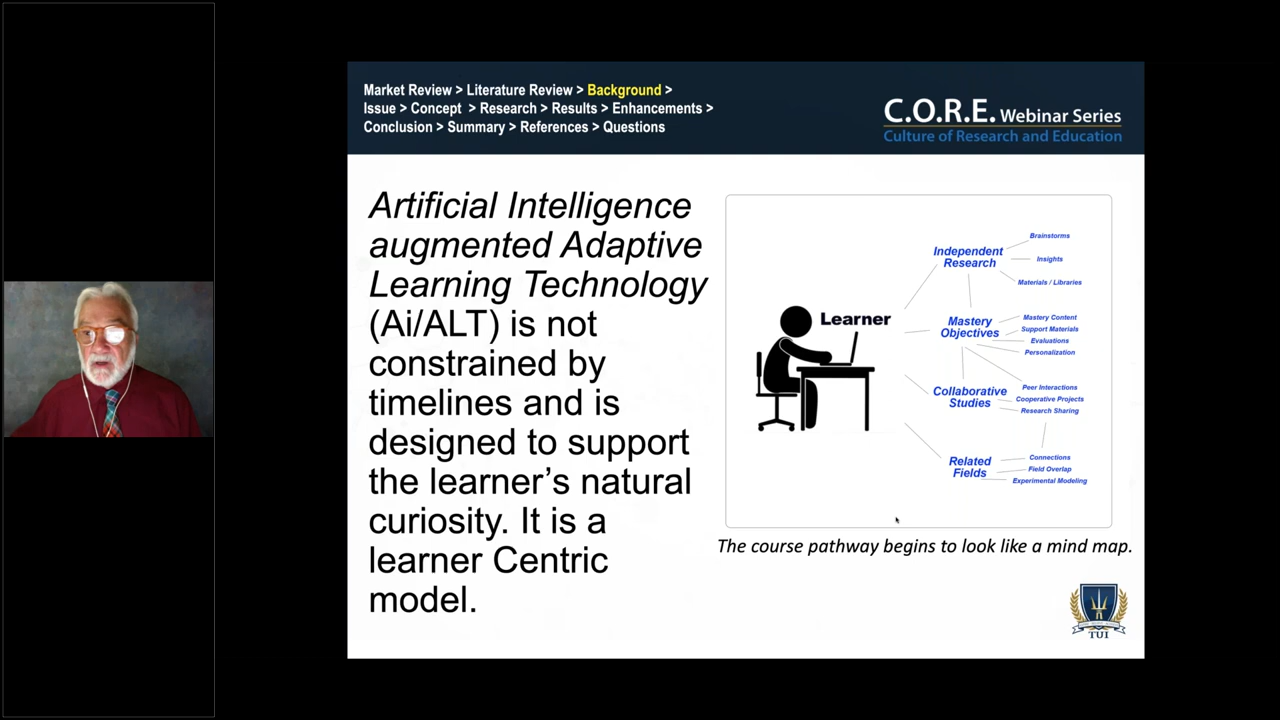 Market Review > Literature Review > Background >
Issue > Concept > Research > Results > Enhancements >
Conclusion > Summary > References > Questions
C.O.R.E. Webinar Series
Culture of Research and Education
Artificial Intelligence
augmented Adaptive
Learning Technology
(Ai/ALT) is not
constrained by
timelines and is
designed to support
the learner’s natural
curiosity. It is a
learner Centric
model.
Learner
Independent
Research
Brainstorms
Insights
Materials / Libraries
Mastery
Objectives
Mastery Content
Support Materials
Evaluations
Personalization
Collaborative
Studies
Peer Interactions
Cooperative Projects
Research Sharing
Related
Fields
Connections
Field Overlap
Experimental Modeling
The course pathway begins to look like a mind map.
TUI